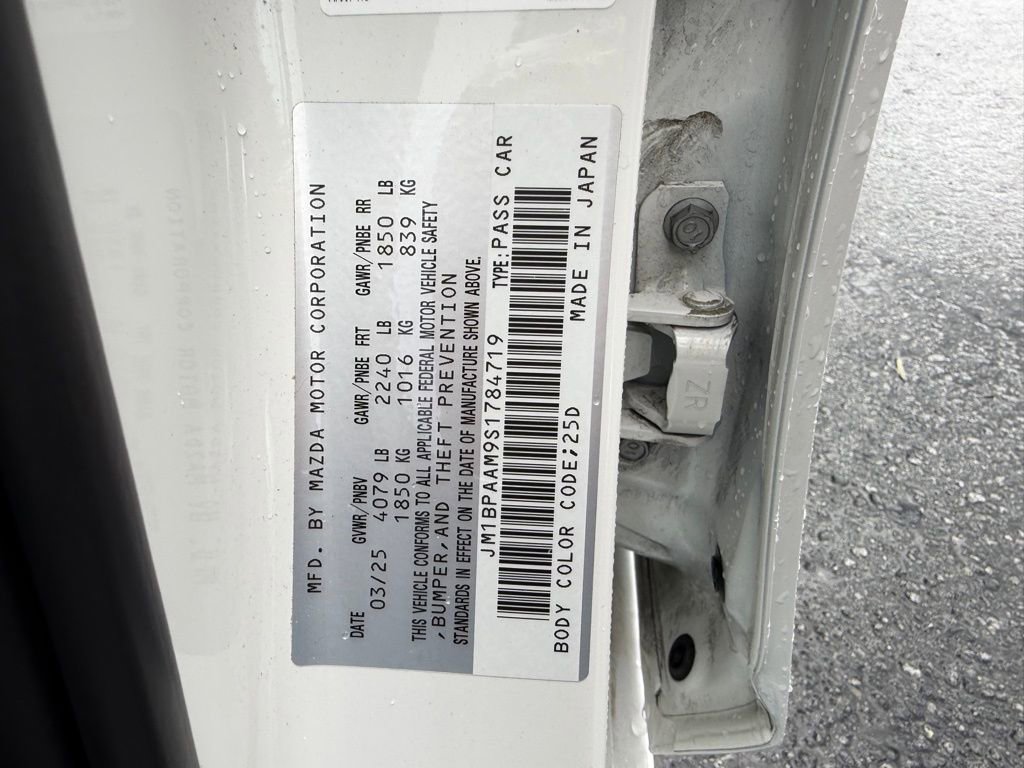 MFD. BY MAZDA MOTOR CORPORATION
DATE GVWR/PNBV GAWR/PNBE FRT GAWR/PNBE RR
03/25 4079 LB 2240 LB 1850 LB
1850 KG 1016 KG 839 KG
THIS VEHICLE CONFORMS TO ALL APPLICABLE FEDERAL MOTOR VEHICLE SAFETY
,BUMPER,AND THEFT PREVENTION
STANDARDS IN EFFECT ON THE DATE OF MANUFACTURE SHOWN ABOVE.
JM1BPAAM9S1784719 TYPE:PASS CAR
BODY COLOR CODE;25D MADE IN JAPAN
ZR